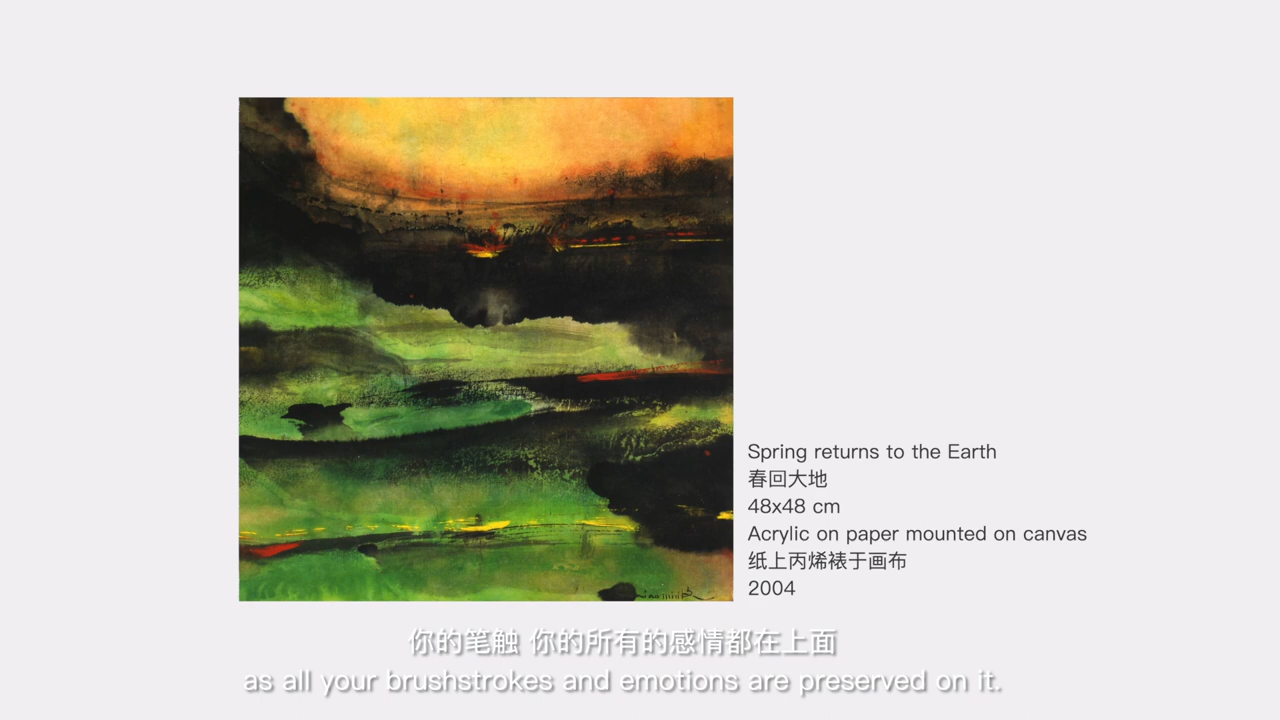 Spring returns to the Earth
春回大地
48x48 cm
Acrylic on paper mounted on canvas
纸上丙烯裱于画布
2004
你的笔触 你的所有的感情都在上面
as all your brushstrokes and emotions are preserved on it.